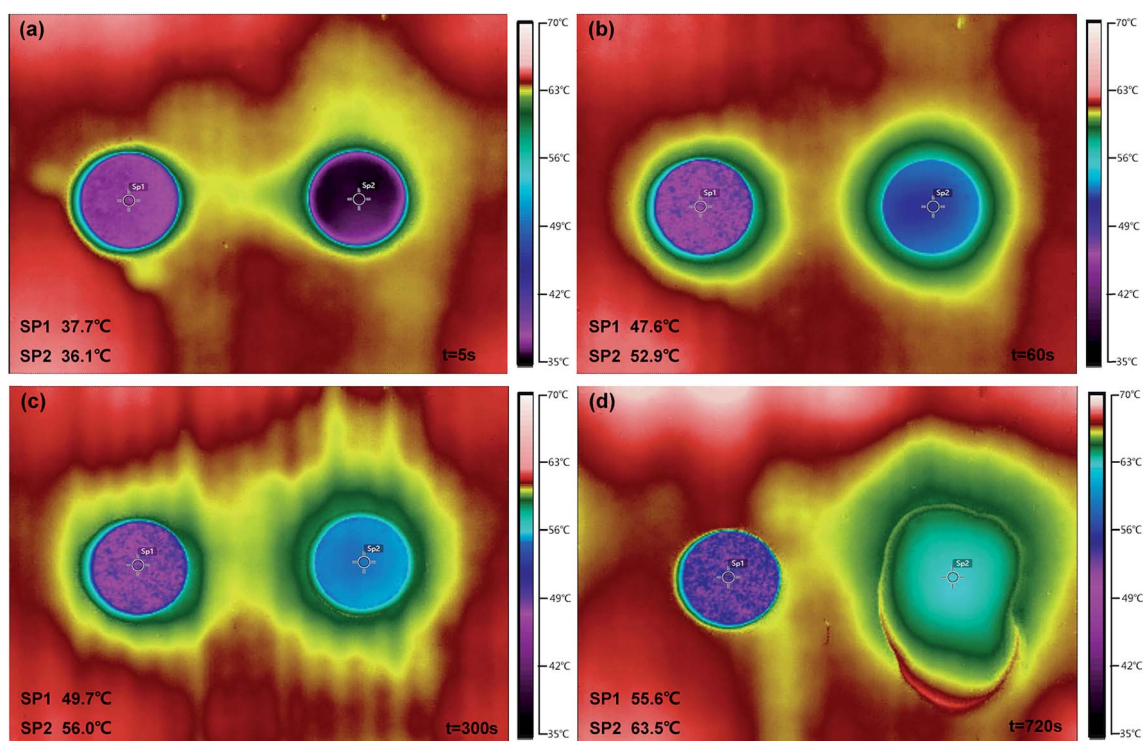 (a)
Sp1
Sp2
SP1 37.7℃
SP2 36.1℃
t=5s
70℃
63℃
56℃
49℃
42℃
35℃
(b)
Sp1
Sp2
SP1 47.6℃
SP2 52.9℃
t=60s
70℃
63℃
56℃
49℃
42℃
35℃
(c)
Sp1
Sp2
SP1 49.7℃
SP2 56.0℃
t=300s
70℃
63℃
56℃
49℃
42℃
35℃
(d)
Sp1
Sp2
SP1 55.6℃
SP2 63.5℃
t=720s
70℃
63℃
56℃
49℃
42℃
35℃